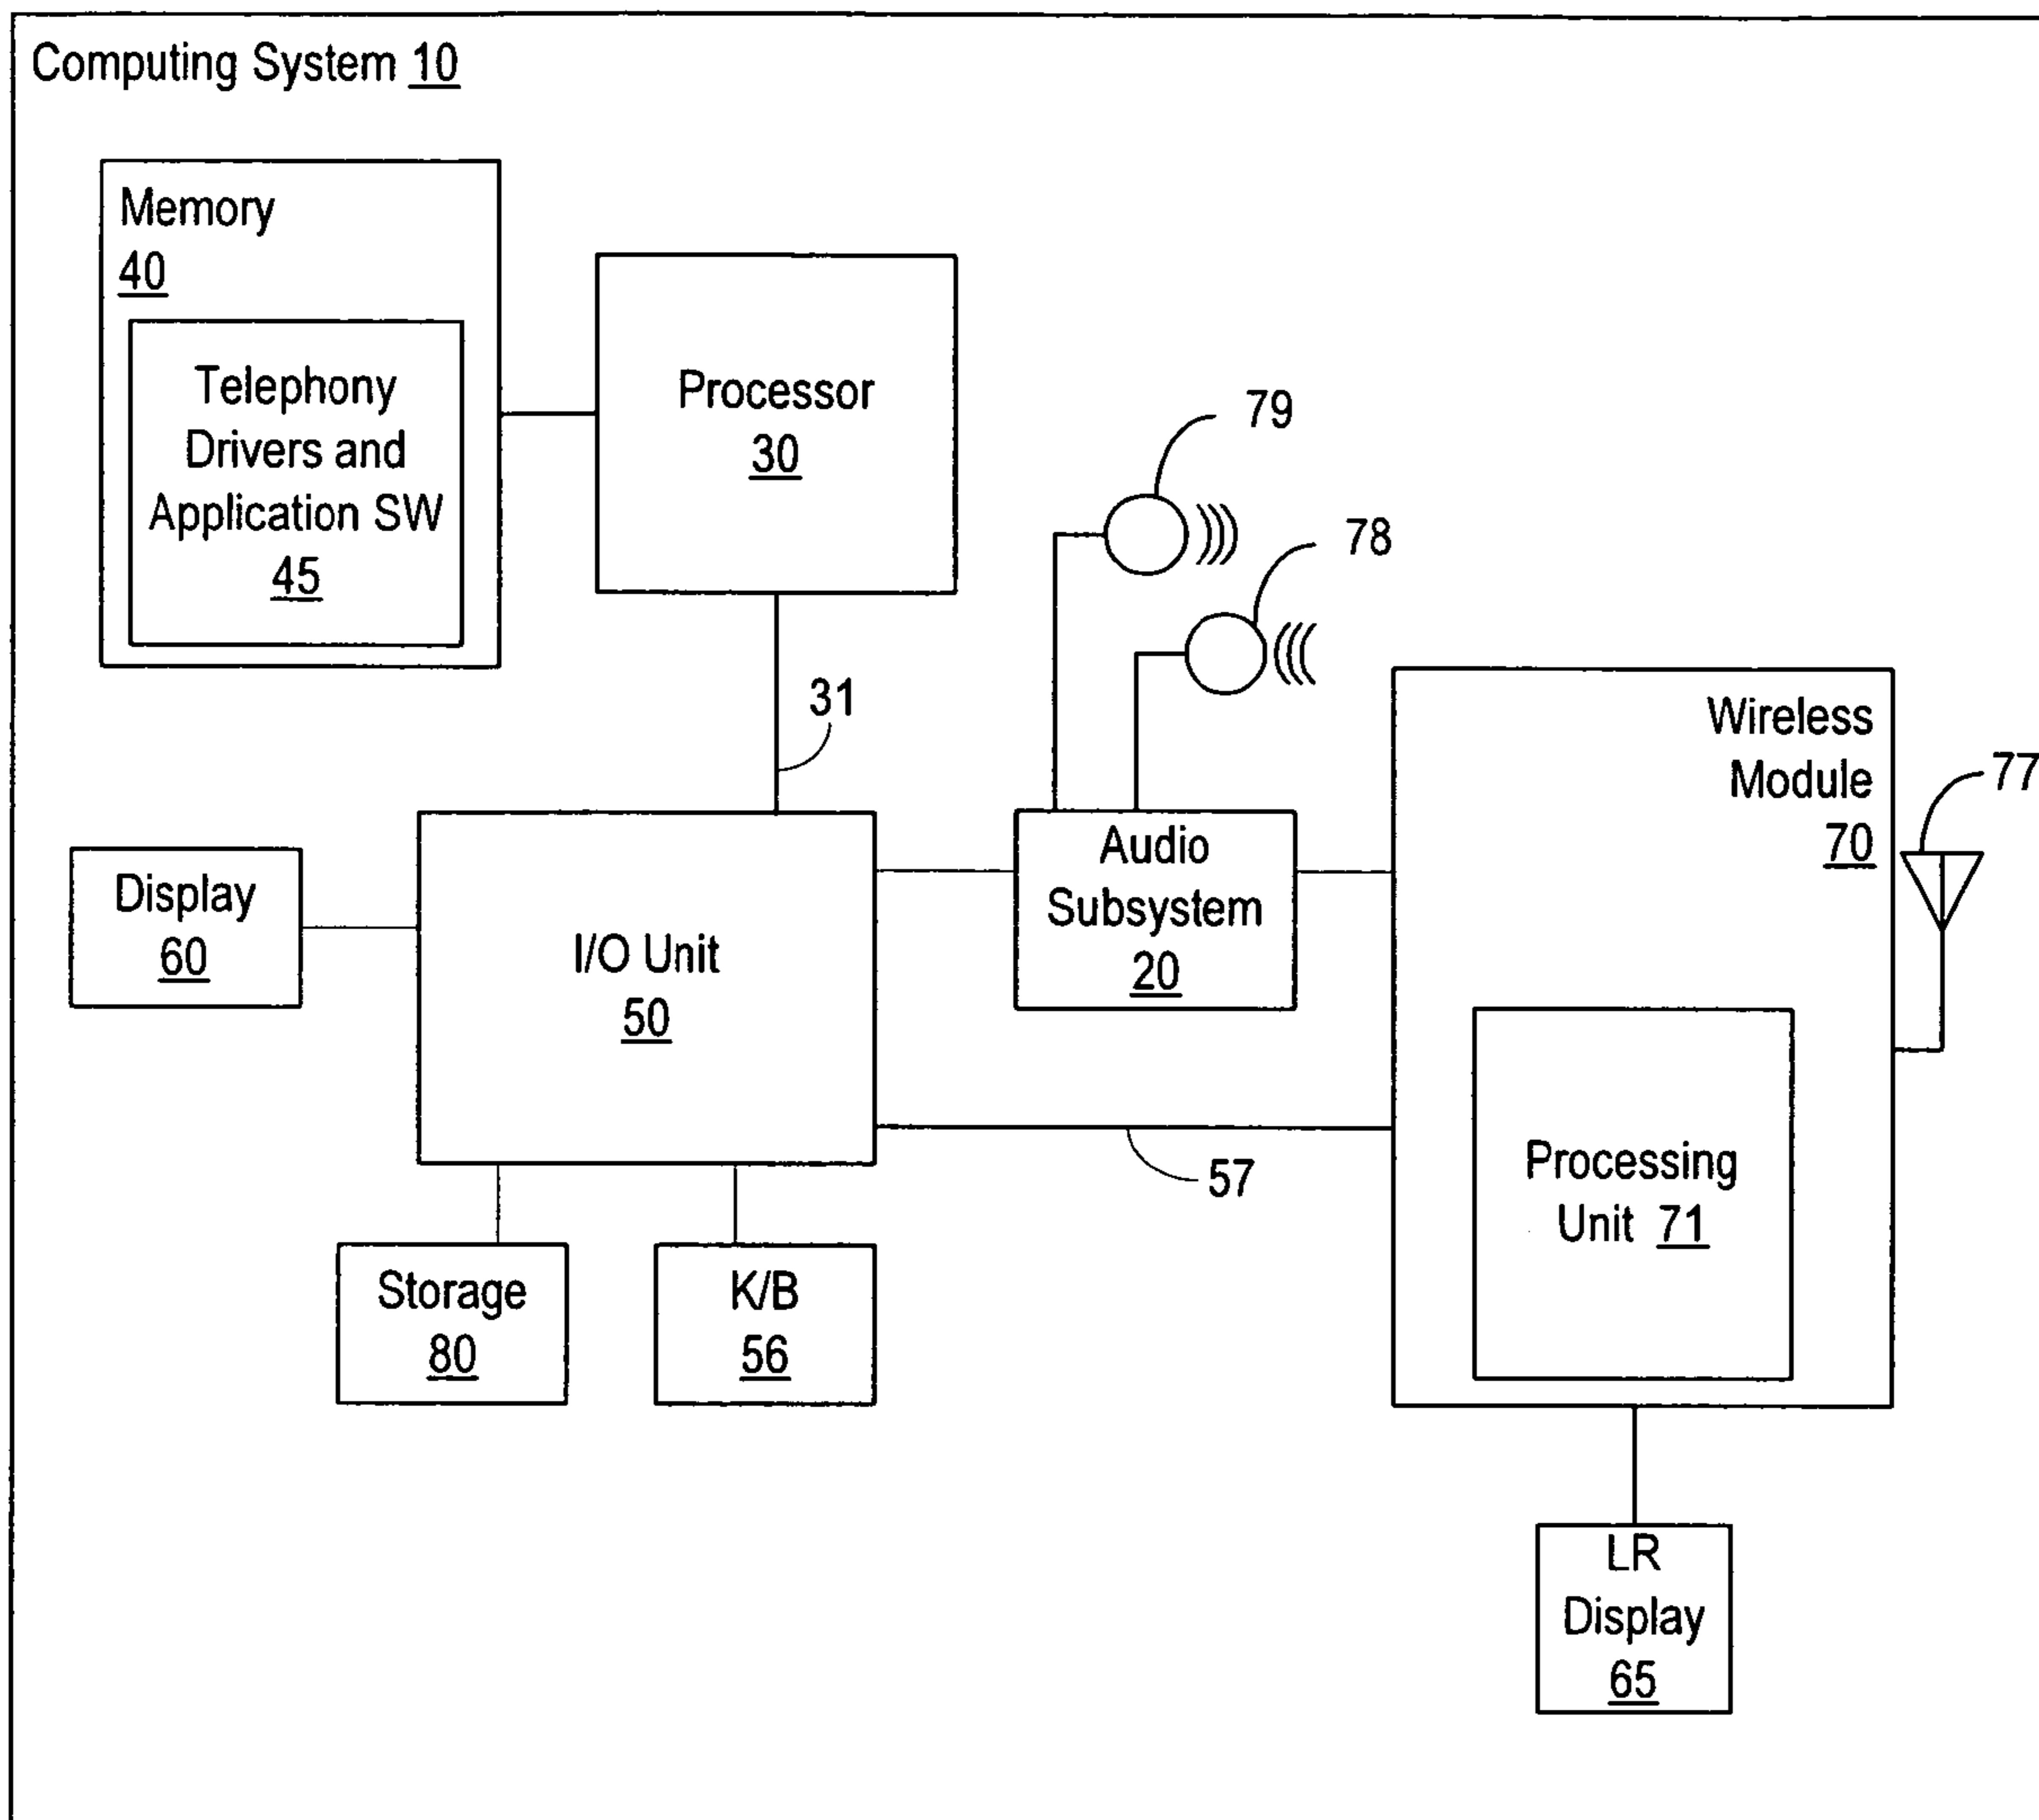 Computing System 10
Memory
40
Telephony
Drivers and
Application SW
45
Processor
30
79
78
31
Wireless
Module
70
77
Audio
Subsystem
20
Display
60
I/O Unit
50
57
Processing
Unit 71
Storage
80
K/B
56
LR
Display
65